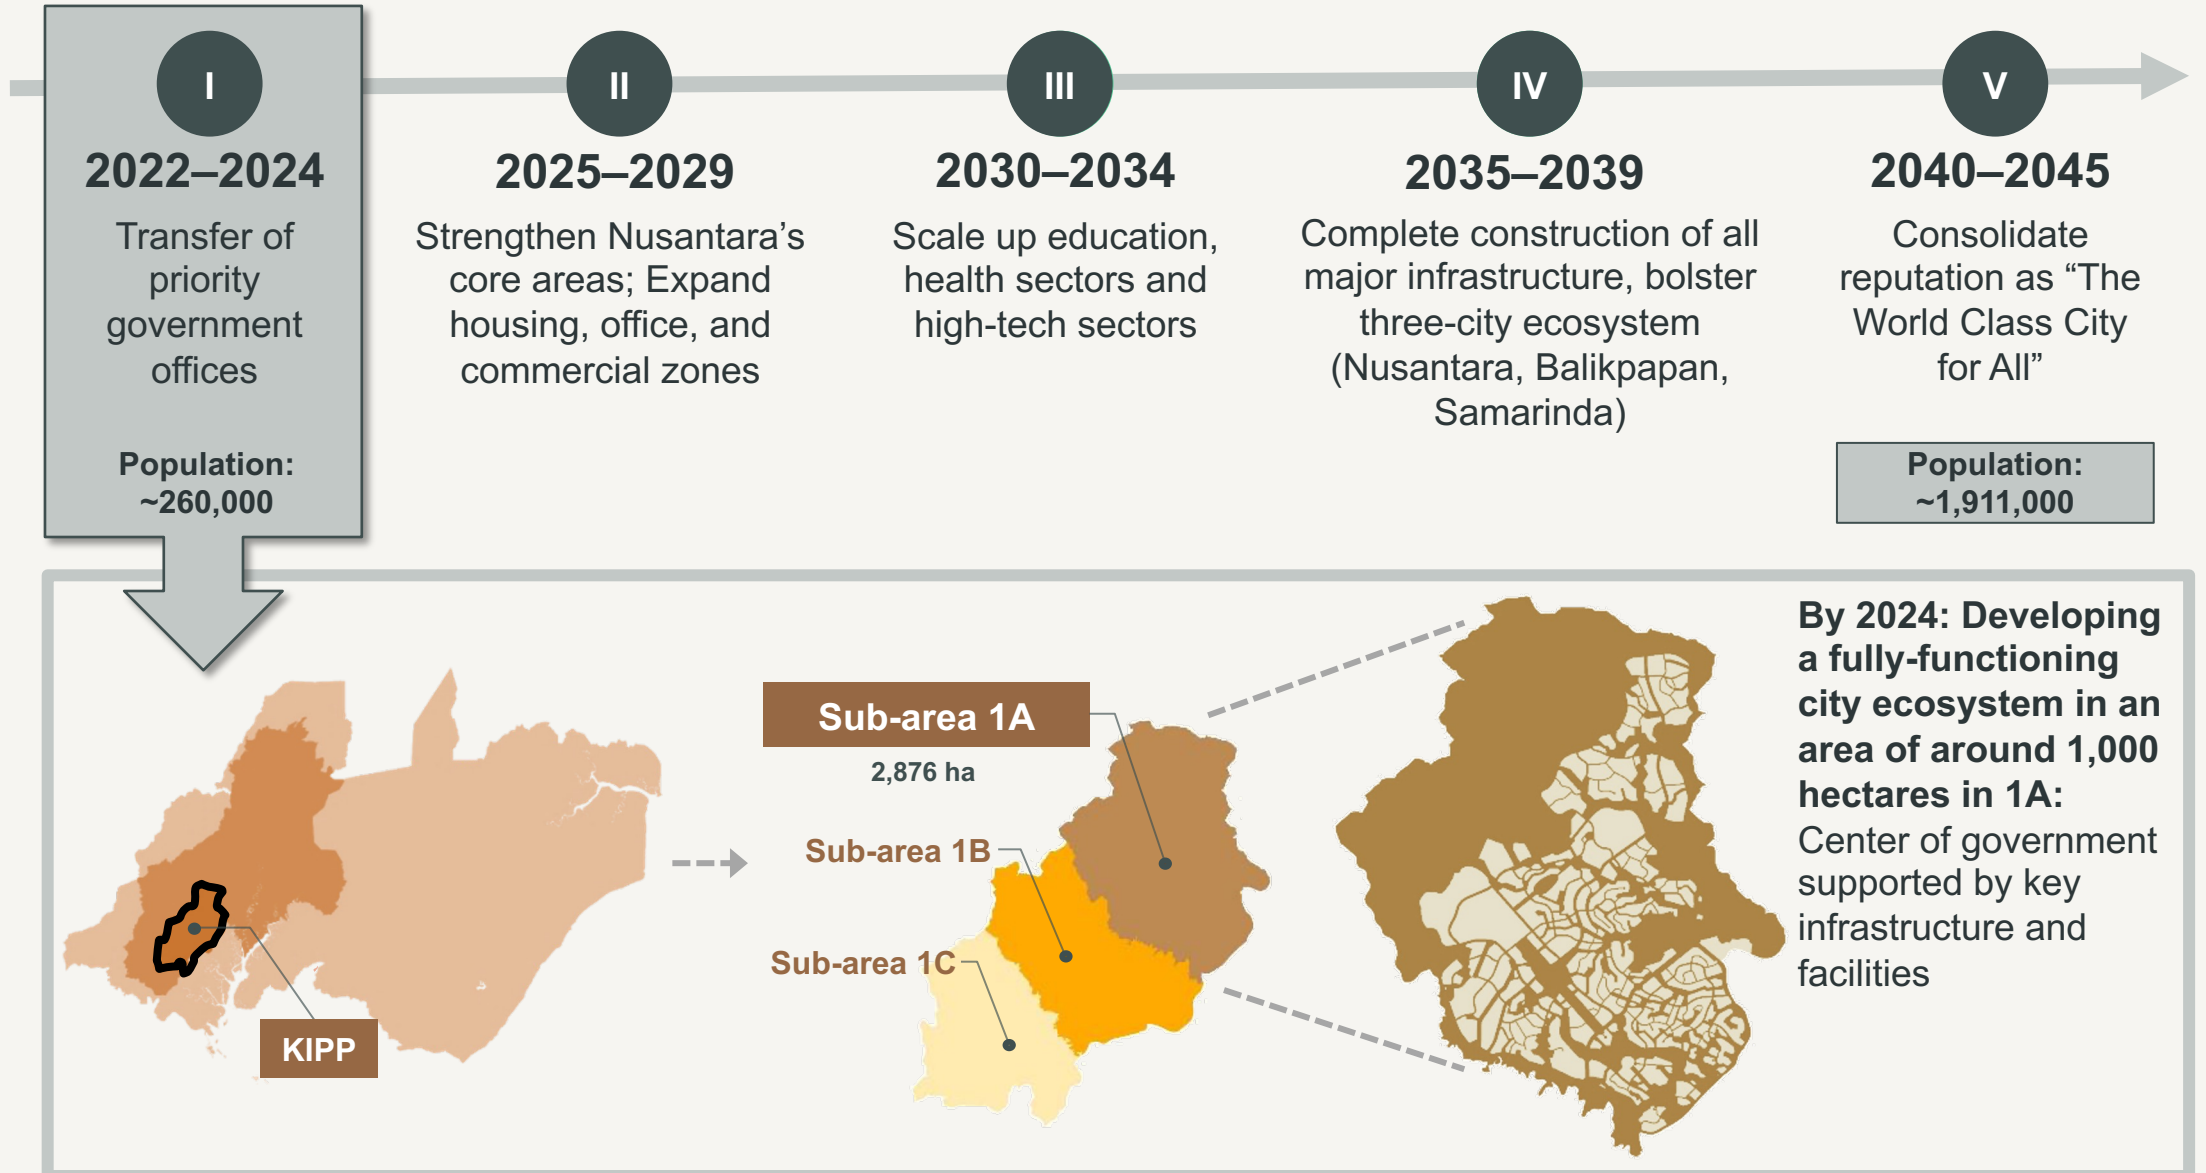 I
2022–2024
Transfer of
priority
government
offices
Population:
~260,000
II
2025–2029
Strengthen Nusantara’s
core areas; Expand
housing, office, and
commercial zones
III
2030–2034
Scale up education,
health sectors and
high-tech sectors
IV
2035–2039
Complete construction of all
major infrastructure, bolster
three-city ecosystem
(Nusantara, Balikpapan,
Samarinda)
V
2040–2045
Consolidate
reputation as “The
World Class City
for All”
Population:
~1,911,000
KIPP
Sub-area 1A
2,876 ha
Sub-area 1B
Sub-area 1C
By 2024: Developing
a fully-functioning
city ecosystem in an
area of around 1,000
hectares in 1A:
Center of government
supported by key
infrastructure and
facilities